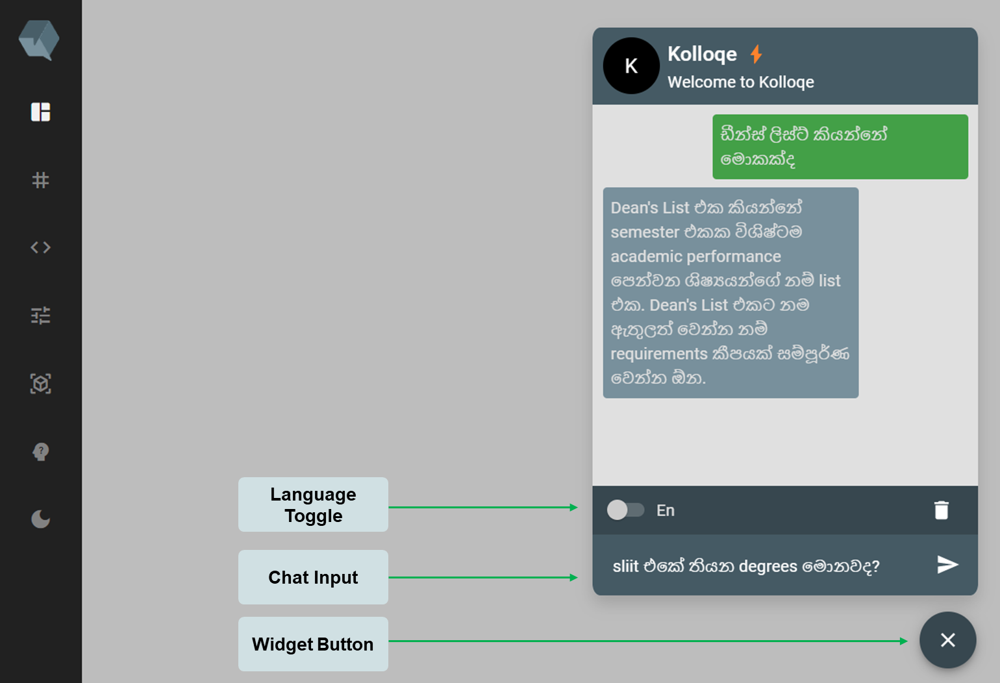 K
Kolloqe
Welcome to Kolloqe
ඩීන්ස් ලිස්ට් කියන්නේ
මොකක්ද
Dean's List එක කියන්නේ
semester එකක විශිෂ්ටම
academic performance
පෙන්වන ශිෂ්‍යයන්ගේ නම් list
එක. Dean's List එකට නම
ඇතුලත් වෙන්න නම්
requirements කීපයක් සම්පූර්ණ
වෙන්න ඕන.
Language
Toggle
En
Chat Input
sliit එකේ තියන degrees මොනවද?
Widget Button